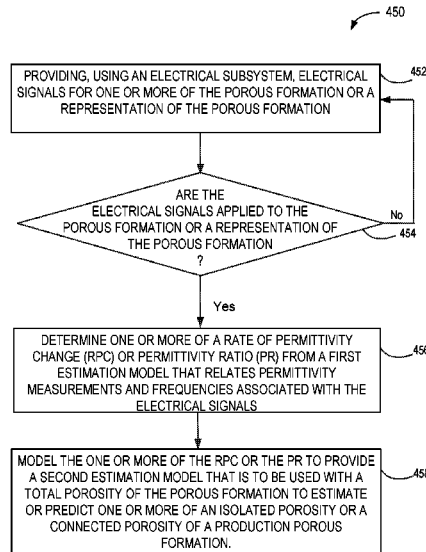 450
PROVIDING, USING AN ELECTRICAL SUBSYSTEM, ELECTRICAL
SIGNALS FOR ONE OR MORE OF THE POROUS FORMATION OR A
REPRESENTATION OF THE POROUS FORMATION
452
ARE THE
ELECTRICAL SIGNALS APPLIED TO THE
POROUS FORMATION OR A REPRESENTATION OF
THE POROUS FORMATION
?
No
454
Yes
DETERMINE ONE OR MORE OF A RATE OF PERMITTIVITY
CHANGE (RPC) OR PERMITTIVITY RATIO (PR) FROM A FIRST
ESTIMATION MODEL THAT RELATES PERMITTIVITY
MEASUREMENTS AND FREQUENCIES ASSOCIATED WITH THE
ELECTRICAL SIGNALS
456
MODEL THE ONE OR MORE OF THE RPC OR THE PR TO PROVIDE
A SECOND ESTIMATION MODEL THAT IS TO BE USED WITH A
TOTAL POROSITY OF THE POROUS FORMATION TO ESTIMATE
OR PREDICT ONE OR MORE OF AN ISOLATED POROSITY OR A
CONNECTED POROSITY OF A PRODUCTION POROUS
FORMATION.
458